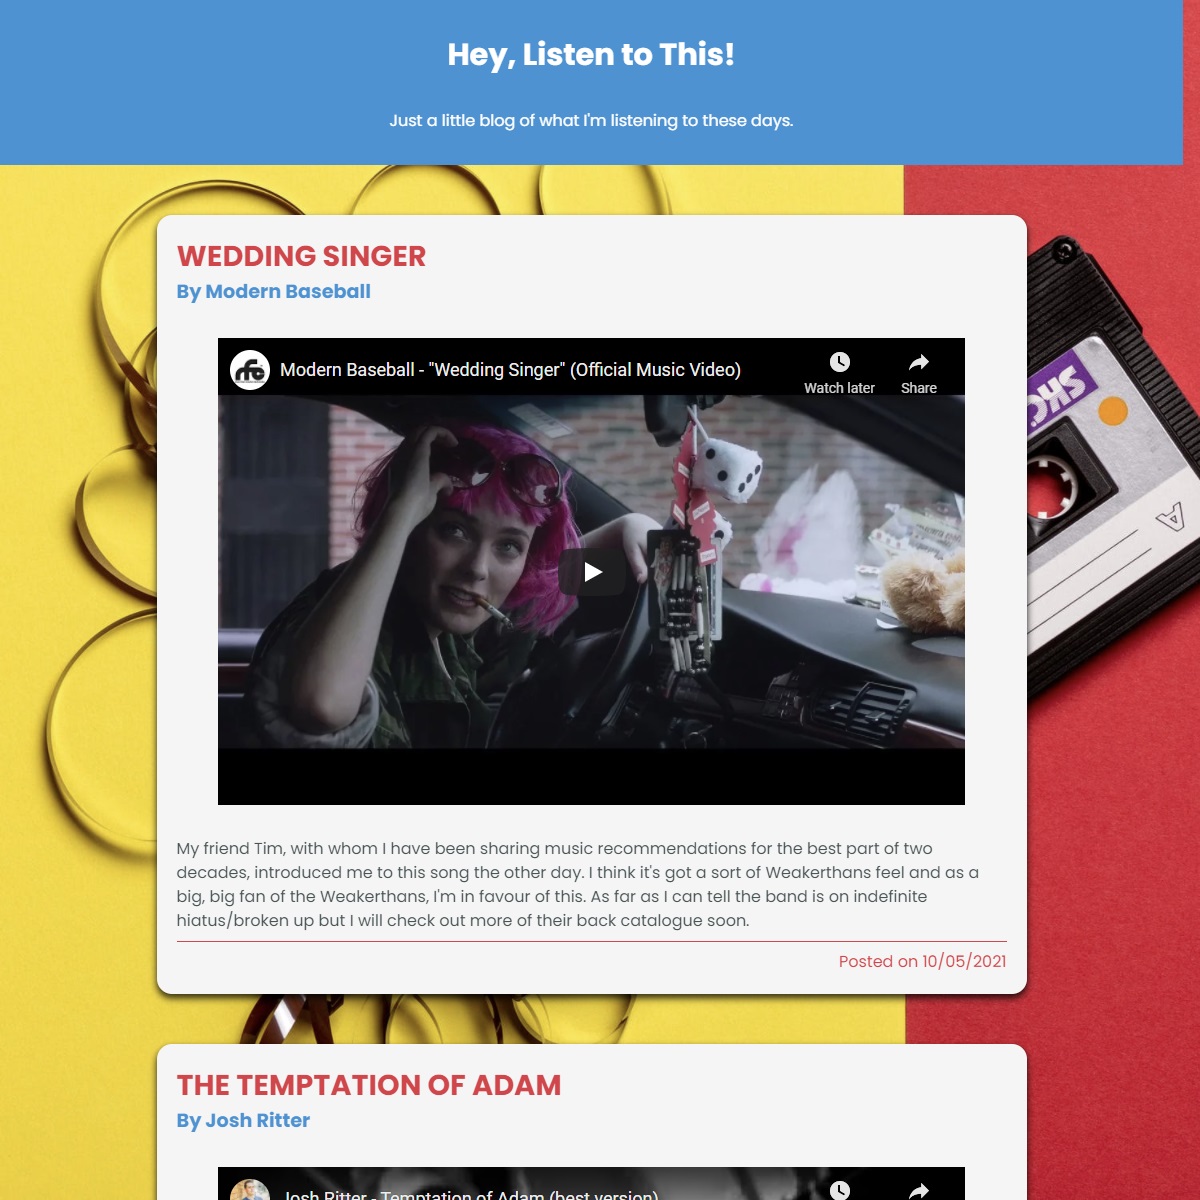 Hey, Listen to This!
Just a little blog of what I'm listening to these days.
WEDDING SINGER
By Modern Baseball
rfc
Modern Baseball - "Wedding Singer" (Official Music Video)
Watch later
Share
SKC
A
My friend Tim, with whom I have been sharing music recommendations for the best part of two
decades, introduced me to this song the other day. I think it's got a sort of Weakerthans feel and as a
big, big fan of the Weakerthans, I'm in favour of this. As far as I can tell the band is on indefinite
hiatus/broken up but I will check out more of their back catalogue soon.
Posted on 10/05/2021
THE TEMPTATION OF ADAM
By Josh Ritter
Josh Ritter - Temptation of Adam (best version)